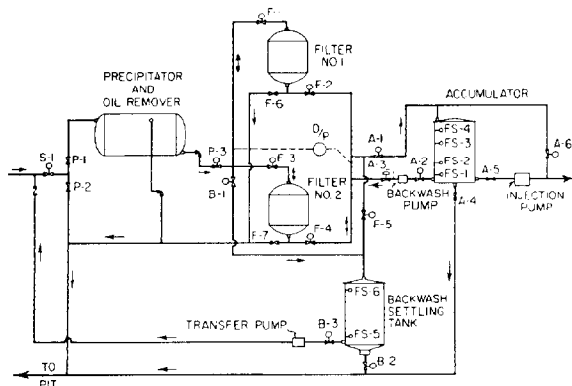 F-
FILTER
NO. 1
PRECIPITATOR
AND
OIL REMOVER
F-6
F-2
ACCUMULATOR
D/P
A-1
FS-4
FS-3
FS-2
FS-1
A-6
S-1
P-1
P-2
P-3
F-3
A-3
A-2
A-5
B-1
FILTER
NO. 2
BACKWASH
PUMP
A-4
INJECTION
PUMP
F-7
F-4
F-5
FS-6
BACKWASH
SETTLING
TANK
TRANSFER PUMP
B-3
FS-5
B-2
TO
PIT